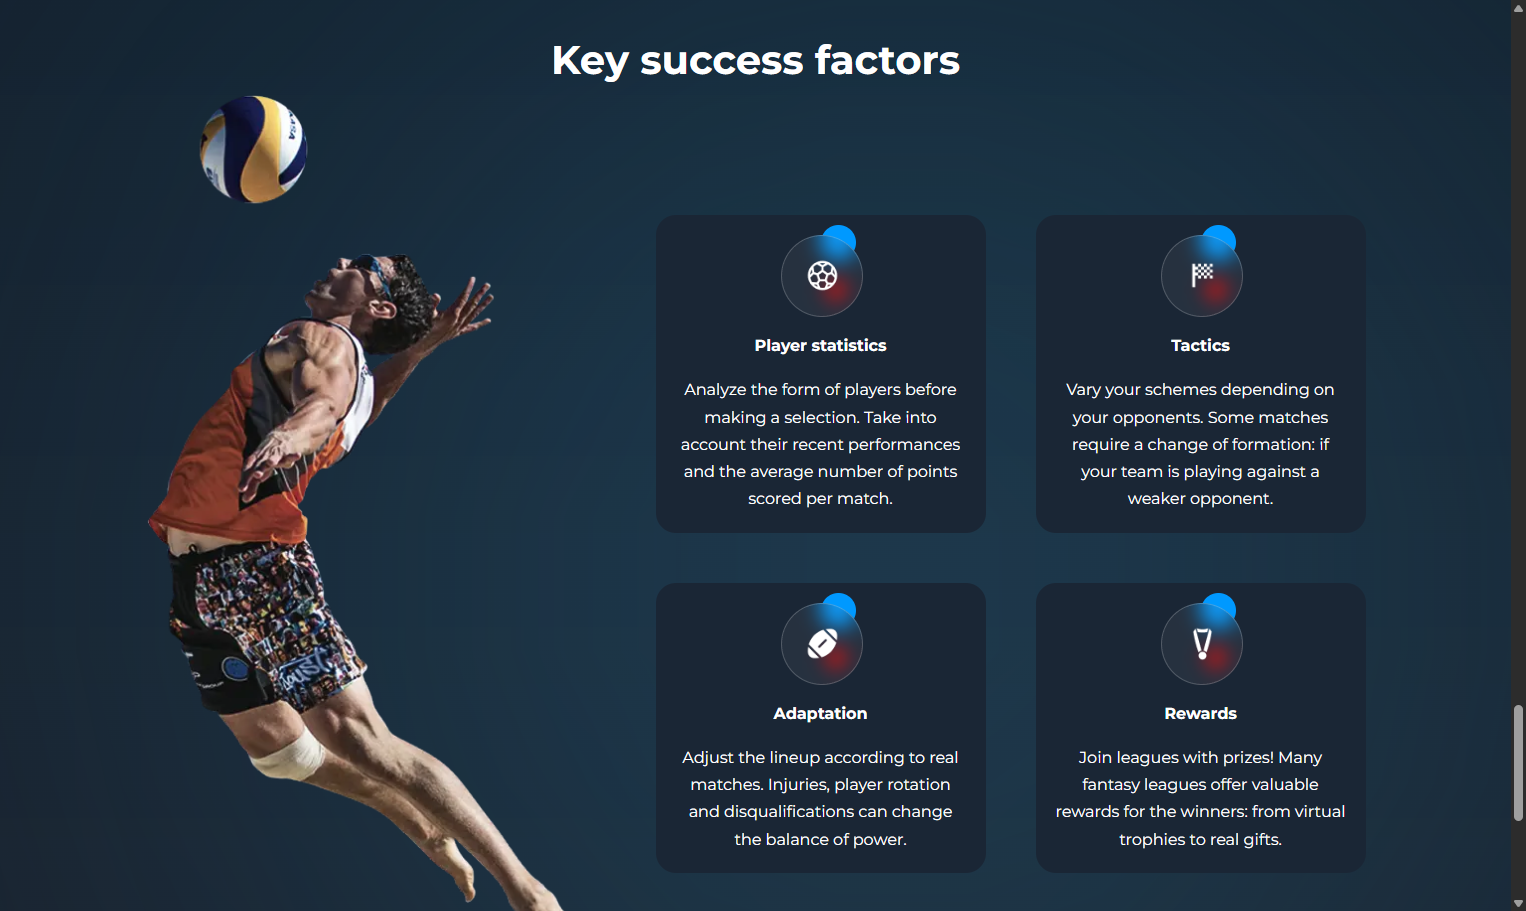 Key success factors
Player statistics
Analyze the form of players before
making a selection. Take into
account their recent performances
and the average number of points
scored per match.
Tactics
Vary your schemes depending on
your opponents. Some matches
require a change of formation: if
your team is playing against a
weaker opponent.
Adaptation
Adjust the lineup according to real
matches. Injuries, player rotation
and disqualifications can change
the balance of power.
Rewards
Join leagues with prizes! Many
fantasy leagues offer valuable
rewards for the winners: from virtual
trophies to real gifts.